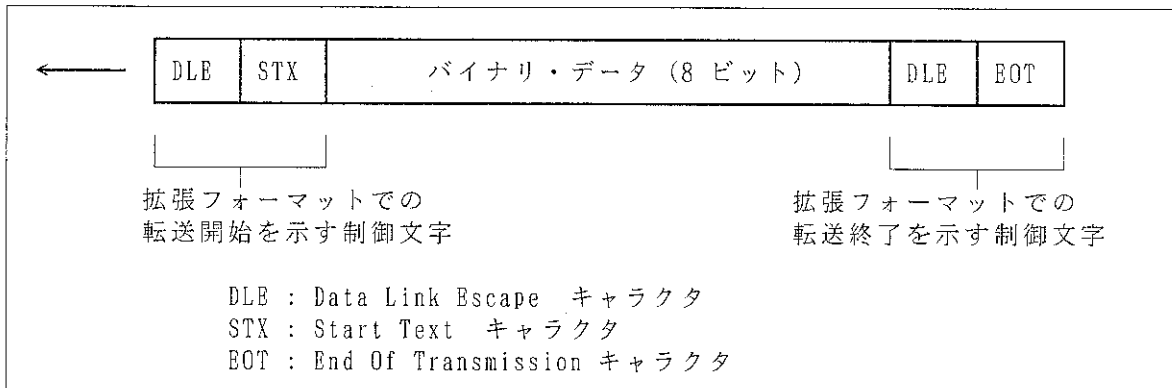 DLE STX バイナリ・データ (8 ビット) DLE EOT
拡張フォーマットでの
転送開始を示す制御文字
拡張フォーマットでの
転送終了を示す制御文字
DLE : Data Link Escape キャラクタ
STX : Start Text キャラクタ
EOT : End Of Transmission キャラクタ